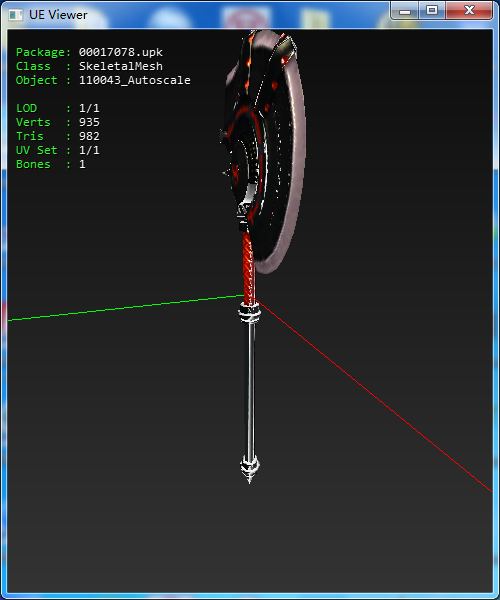 UE Viewer
Package: 00017078.upk
Class  : SkeletalMesh
Object : 110043_Autoscale
LOD    : 1/1
Verts  : 935
Tris   : 982
UV Set : 1/1
Bones  : 1